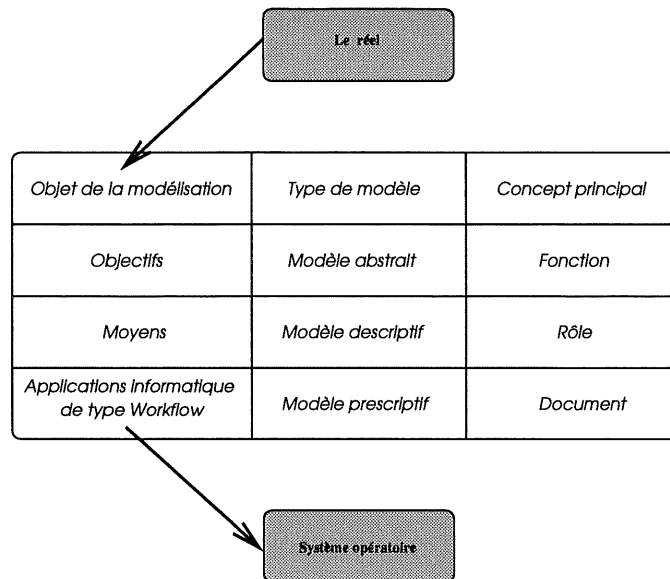 Le réel
Objet de la modélisation
Type de modèle
Concept principal
Objectifs
Modèle abstrait
Fonction
Moyens
Modèle descriptif
Rôle
Applications informatique
de type Workflow
Modèle prescriptif
Document
Système opératoire